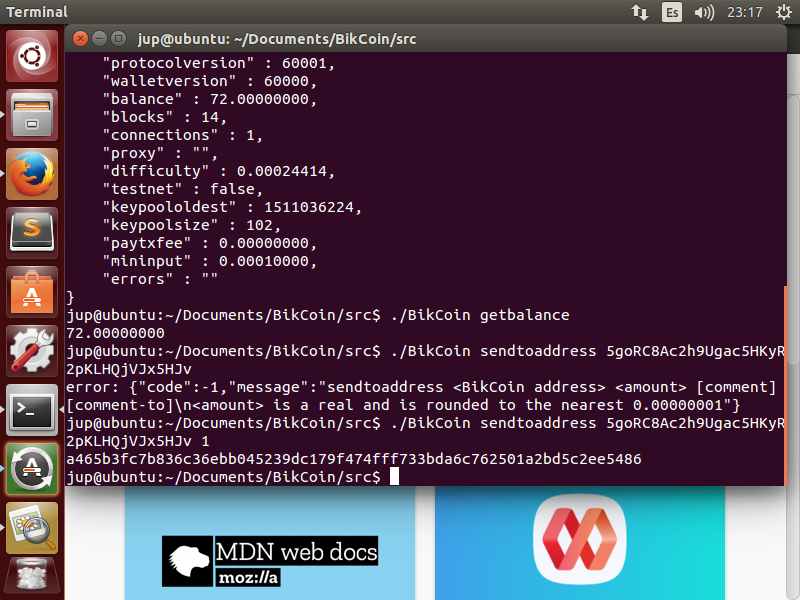 Terminal
Es
23:17
jup@ubuntu: ~/Documents/BikCoin/src
"protocolversion" : 60001,
"walletversion" : 60000,
"balance" : 72.00000000,
"blocks" : 14,
"connections" : 1,
"proxy" : "",
"difficulty" : 0.00024414,
"testnet" : false,
"keypoololdest" : 1511036224,
"keypoolsize" : 102,
"paytxfee" : 0.00000000,
"mininput" : 0.00010000,
"errors" : ""
}
jup@ubuntu:~/Documents/BikCoin/src$ ./BikCoin getbalance
72.00000000
jup@ubuntu:~/Documents/BikCoin/src$ ./BikCoin sendtoaddress 5goRC8Ac2h9Ugac5HKyR
2pKLHQjVJx5HJv
error: {"code":-1,"message":"sendtoaddress <BikCoin address> <amount> [comment]
[comment-to]\n<amount> is a real and is rounded to the nearest 0.00000001"}
jup@ubuntu:~/Documents/BikCoin/src$ ./BikCoin sendtoaddress 5goRC8Ac2h9Ugac5HKyR
2pKLHQjVJx5HJv 1
a465b3fc7b836c36ebb045239dc179f474fff733bda6c762501a2bd5c2ee5486
jup@ubuntu:~/Documents/BikCoin/src$
MDN web docs
moz://a